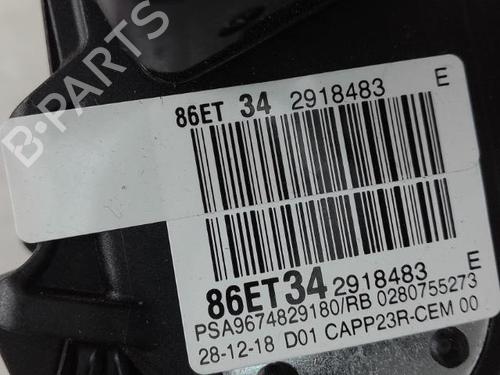 B-PARTS
86ET 34 2918483 E
86ET34 2918483 E
PSA9674829180/RB 0280755273
28-12-18 D01 CAPP23R-CEM 00